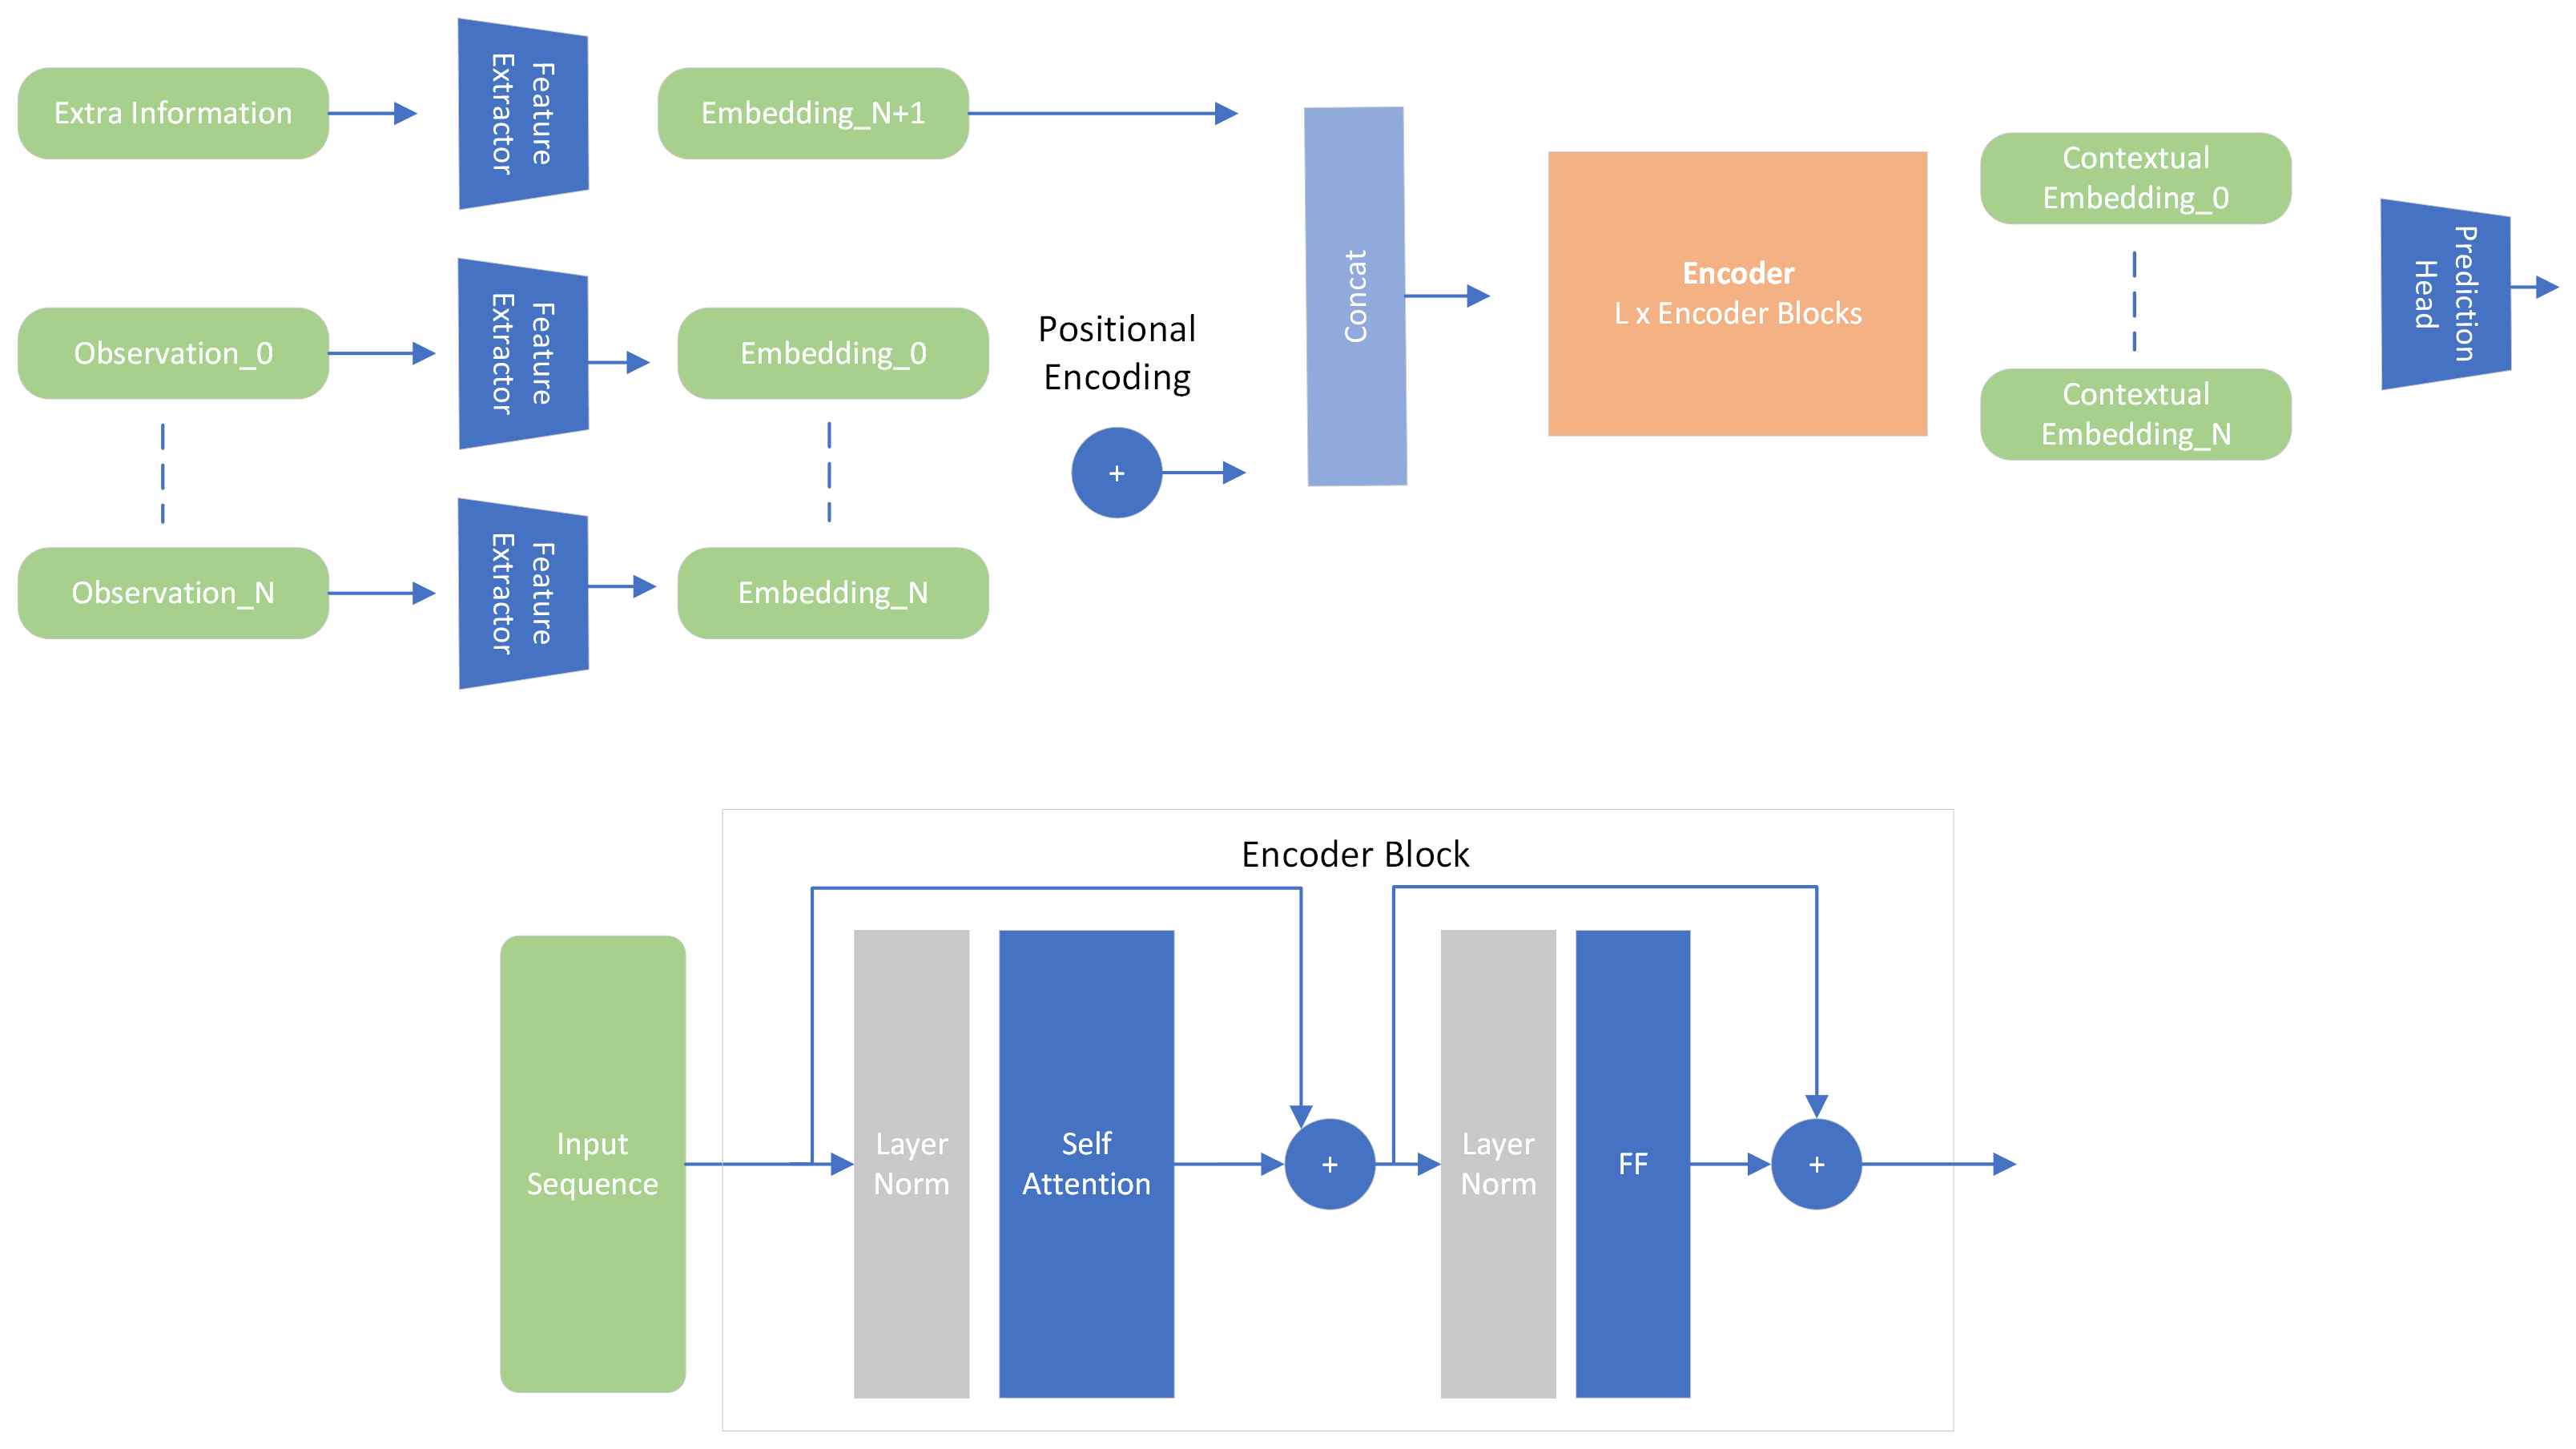 Extra Information
Feature
Extractor
Embedding_N+1
Observation_0
Feature
Extractor
Embedding_0
Observation_N
Feature
Extractor
Embedding_N
Positional
Encoding
+
Concat
Encoder
L x Encoder Blocks
Contextual
Embedding_0
Contextual
Embedding_N
Prediction
Head
Encoder Block
Input
Sequence
Layer
Norm
Self
Attention
+
Layer
Norm
FF
+